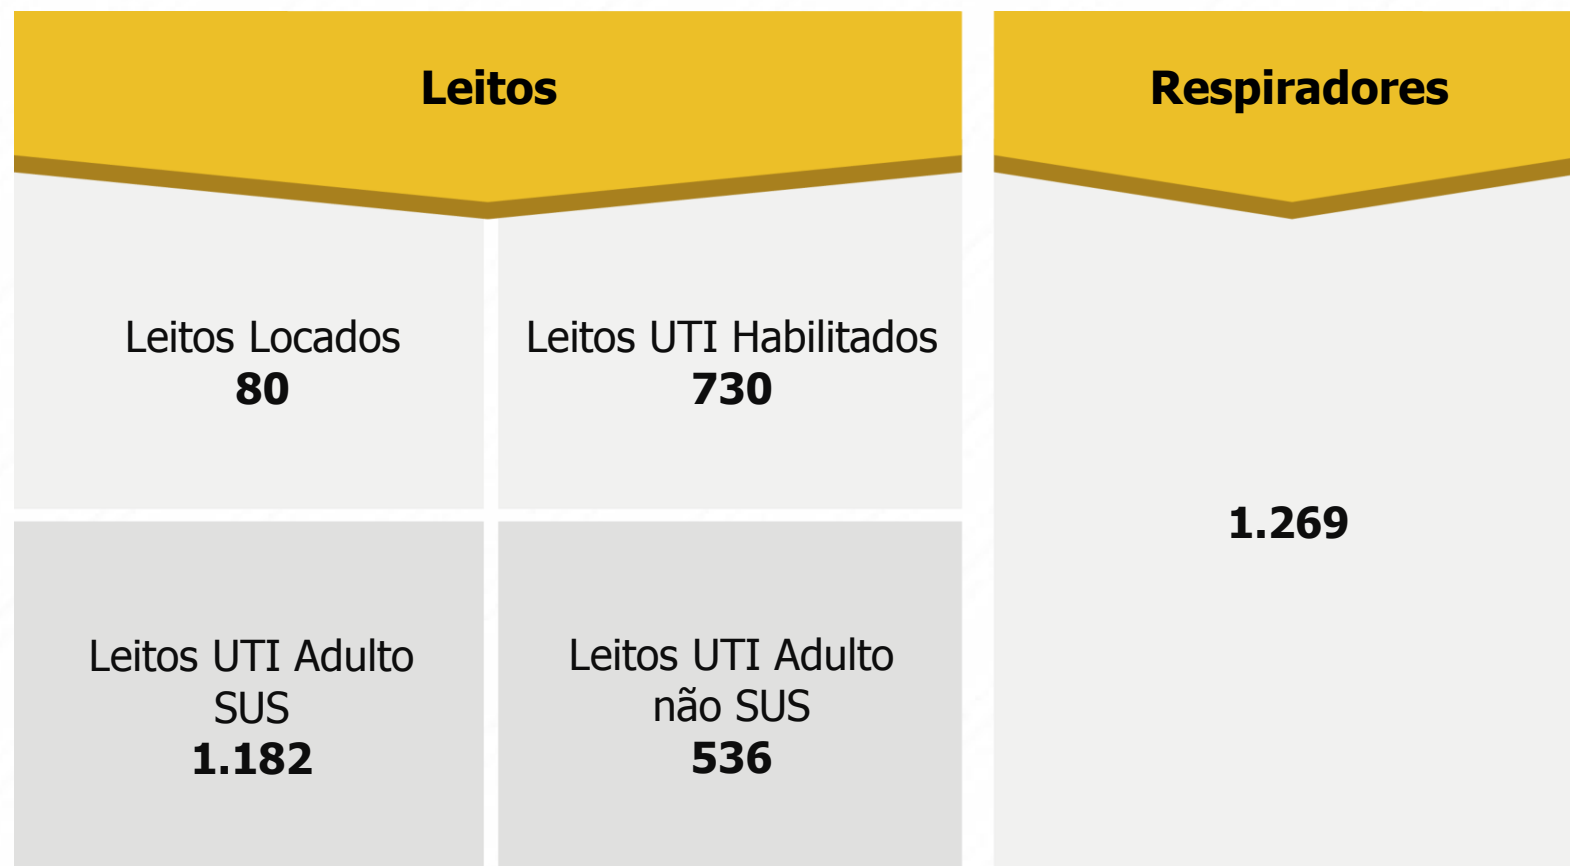 Leitos
Leitos Locados
80
Leitos UTI Habilitados
730
Leitos UTI Adulto
SUS
1.182
Leitos UTI Adulto
não SUS
536
Respiradores
1.269